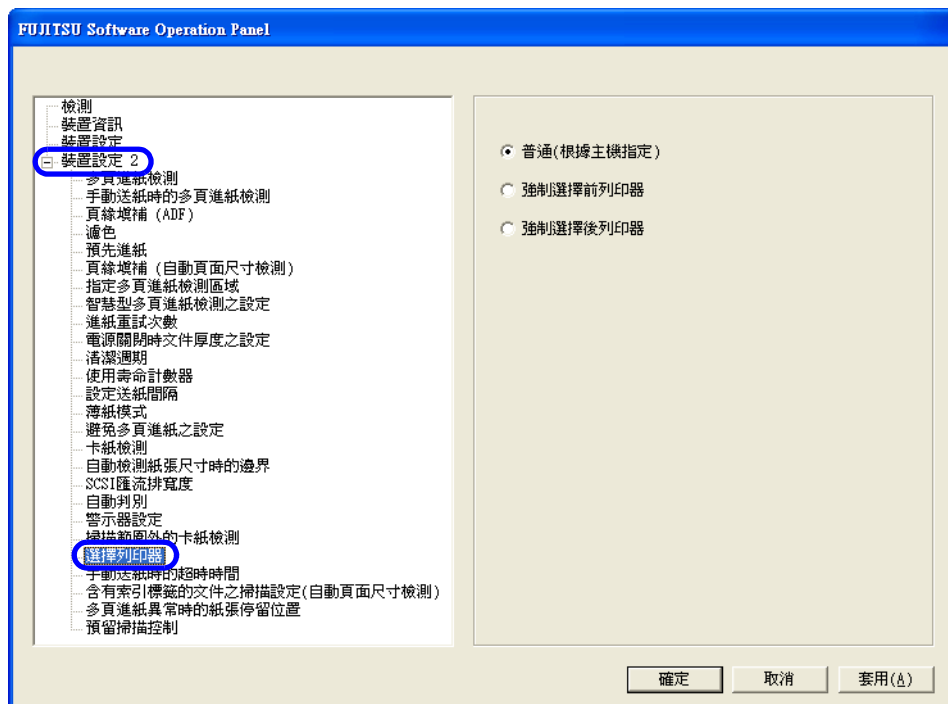 FUJITSU Software Operation Panel
檢測
裝置資訊
裝置設定
裝置設定 2
多頁進紙檢測
手動送紙時的多頁進紙檢測
頁緣填補 (ADF)
濾色
預先進紙
頁緣填補 (自動頁面尺寸檢測)
指定多頁進紙檢測區域
智慧型多頁進紙檢測之設定
進紙重試次數
電源關閉時文件厚度之設定
清潔週期
使用壽命計數器
設定送紙間隔
薄紙模式
避免多頁進紙之設定
卡紙檢測
自動檢測紙張尺寸時的邊界
SCSI匯流排寬度
自動判別
警示器設定
掃描範圍外的卡紙檢測
選擇列印器
手動送紙時的超時時間
含有索引標籤的文件之掃描設定(自動頁面尺寸檢測)
多頁進紙異常時的紙張停留位置
預留掃描控制
普通(根據主機指定)
強制選擇前列印器
強制選擇後列印器
確定
取消
套用(A)